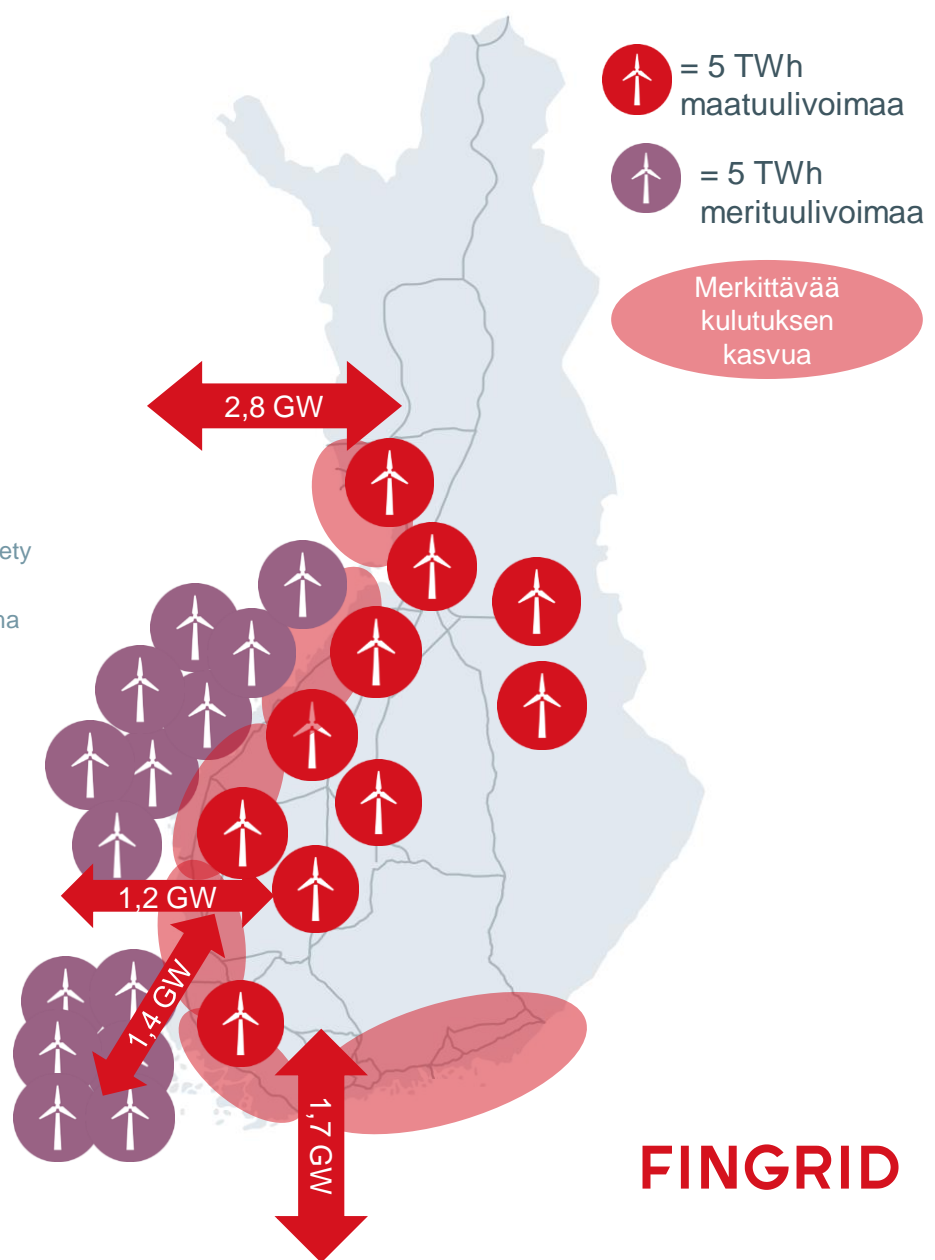 = 5 TWh
maatuulivoimaa
= 5 TWh
merituulivoimaa
Merkittävää
kulutuksen
kasvua
2,8 GW
1,2 GW
1,4 GW
1,7 GW
FINGRID